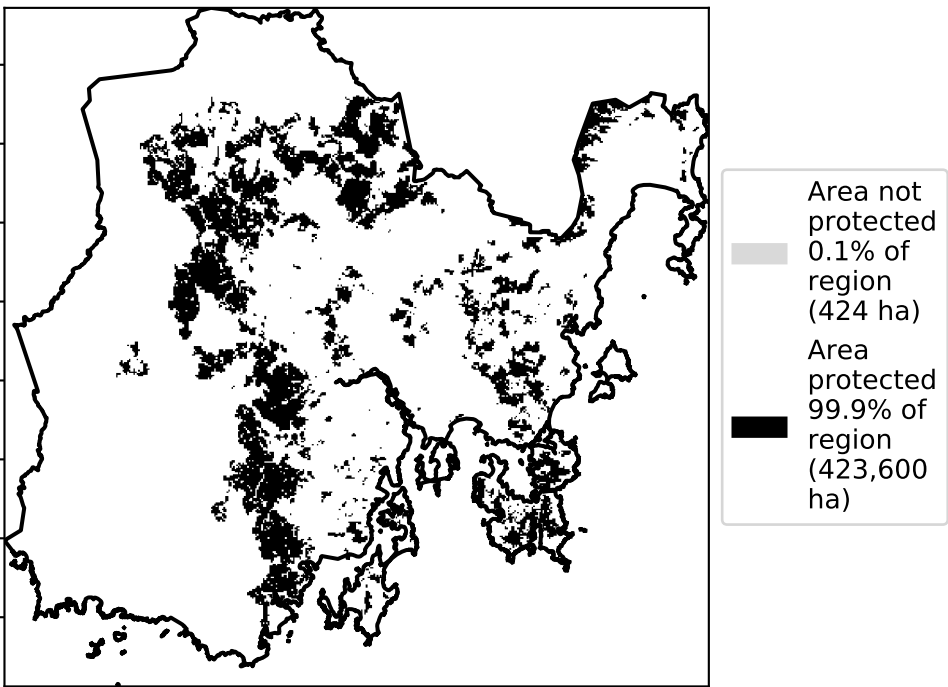 Area not
protected
0.1% of
region
(424 ha)
Area
protected
99.9% of
region
(423,600
ha)